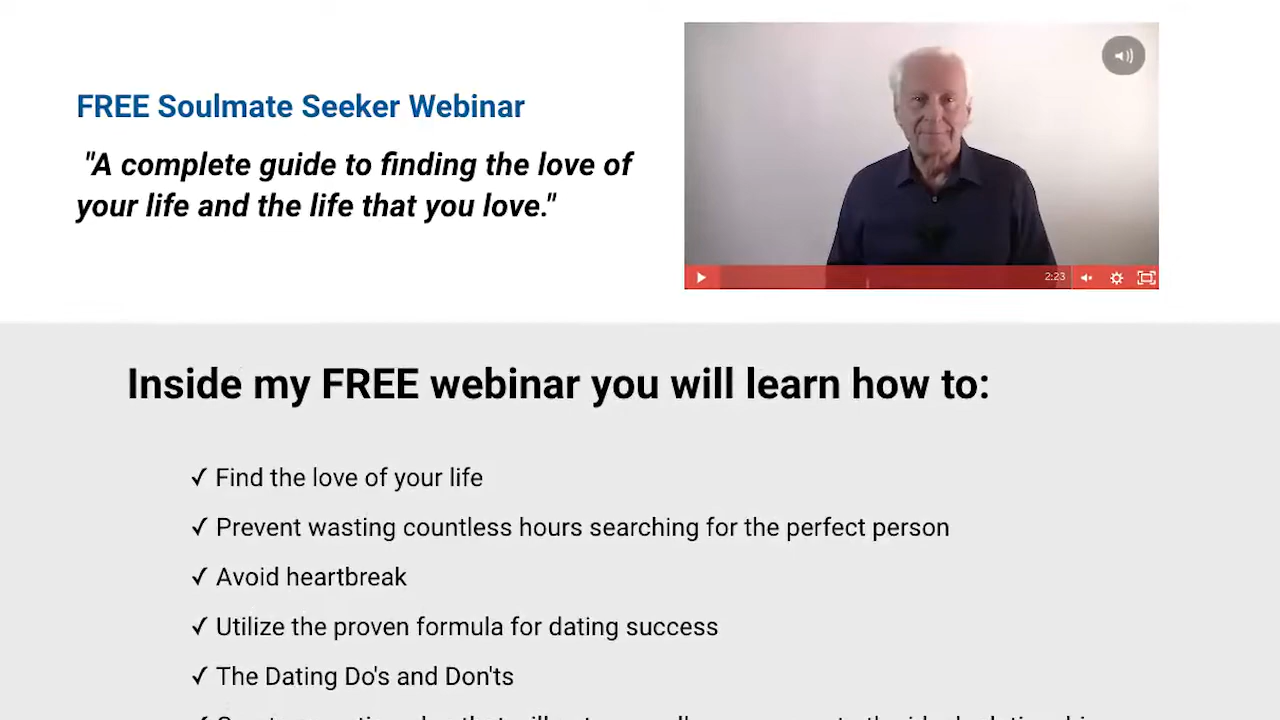 FREE Soulmate Seeker Webinar
"A complete guide to finding the love of
your life and the life that you love."
2:23
Inside my FREE webinar you will learn how to:
✓ Find the love of your life
✓ Prevent wasting countless hours searching for the perfect person
✓ Avoid heartbreak
✓ Utilize the proven formula for dating success
✓ The Dating Do's and Don'ts